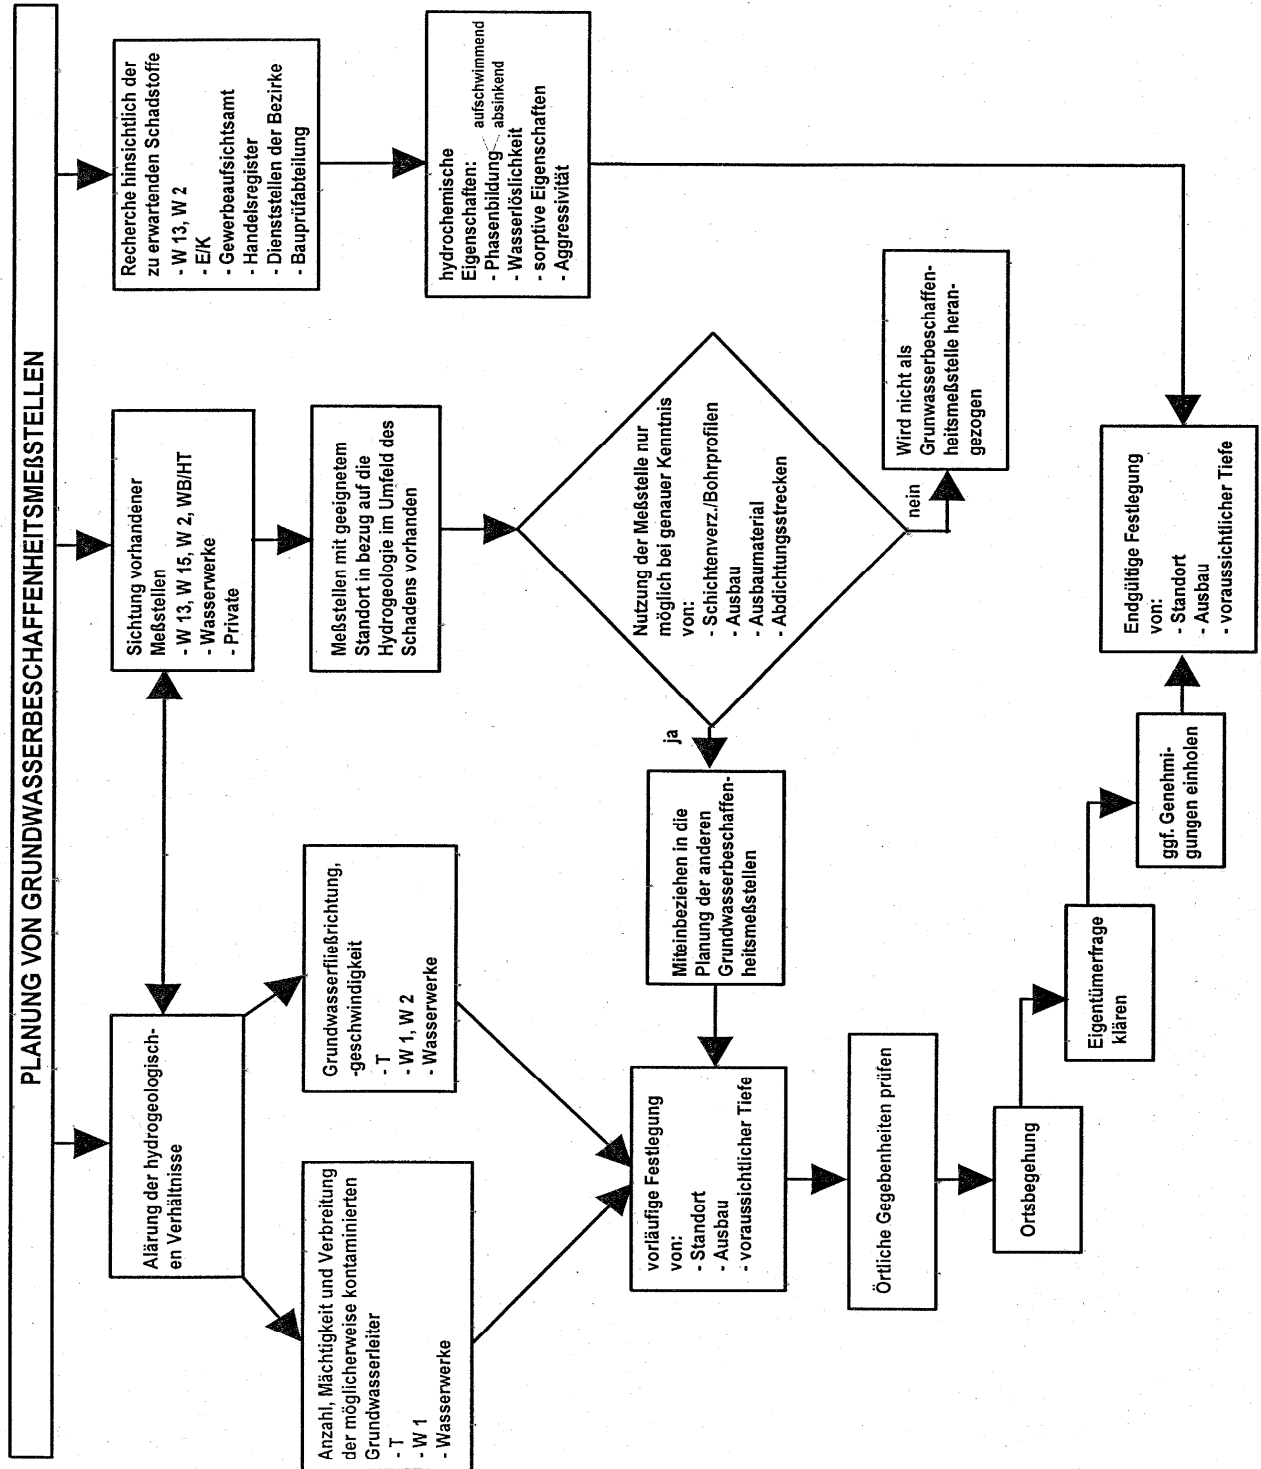 PLANUNG VON GRUNDWASSERBESCHAFFENHEITSMEßSTELLEN
Alärung der hydrogeologisch-
en Verhältnisse
Sichtung vorhandener
Meßstellen
- W 13, W 15, W 2, WB/HT
- Wasserwerke
- Private
Recherche hinsichtlich der
zu erwartenden Schadstoffe
- W 13, W 2
- E/K
- Gewerbeaufsichtsamt
- Handelsregister
- Dienststellen der Bezirke
- Bauprüfabteilung
Anzahl, Mächtigkeit und Verbreitung
der möglicherweise kontaminierten
Grundwasserleiter
- T
- W 1
- Wasserwerke
Grundwasserfließrichtung,
-geschwindigkeit
- T
- W 1, W 2
- Wasserwerke
Meßstellen mit geeignetem
Standort in bezug auf die
Hydrogeologie im Umfeld des
Schadens vorhanden
hydrochemische
Eigenschaften:
- Phasenbildung
aufschwimmend
absinkend
- Wasserlöslichkeit
- sorptive Eigenschaften
- Aggressivität
Nutzung der Meßstelle nur
möglich bei genauer Kenntnis
von:
- Schichtenverz./Bohrprofilen
- Ausbau
- Ausbaumaterial
- Abdichtungsstrecken
ja
nein
Miteinbeziehen in die
Planung der anderen
Grundwasserbeschaffen-
heitsmeßstellen
Wird nicht als
Grunwasserbeschaffen-
heitsmeßstelle heran-
gezogen
vorläufige Festlegung
von:
- Standort
- Ausbau
- voraussichtlicher Tiefe
Örtliche Gegebenheiten prüfen
Ortsbegehung
Eigentümerfrage
klären
ggf. Genehmi-
gungen einholen
Endgültige Festlegung
von:
- Standort
- Ausbau
- voraussichtlicher Tiefe